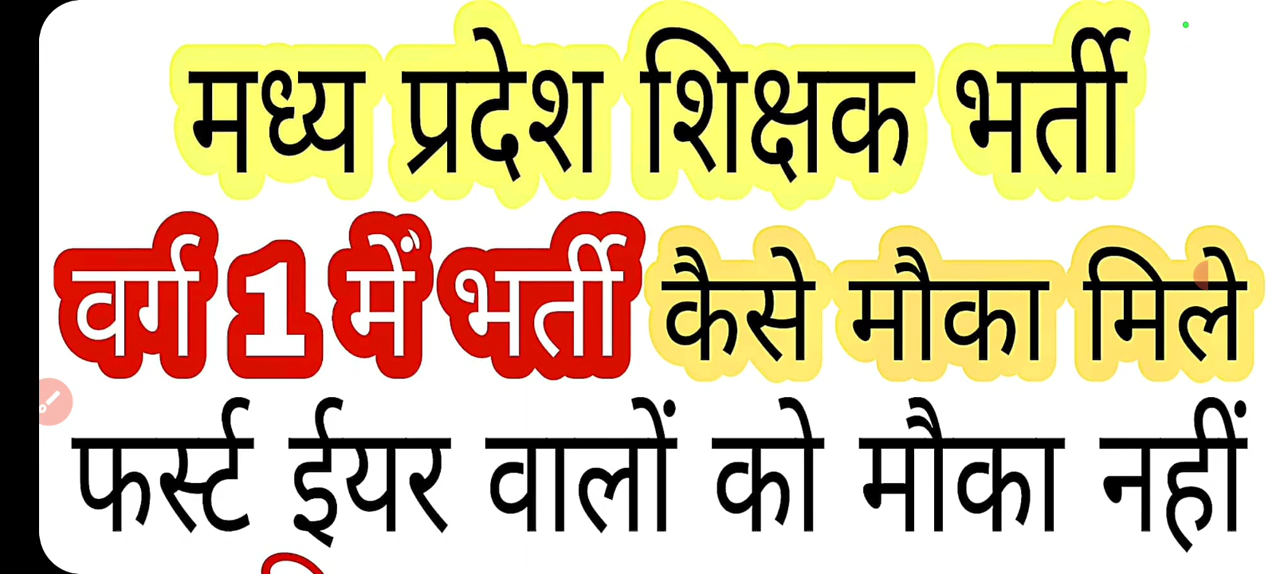 मध्य प्रदेश शिक्षक भर्ती
वर्ग 1 में भर्ती कैसे मौका मिले
फर्स्ट ईयर वालों को मौका नहीं